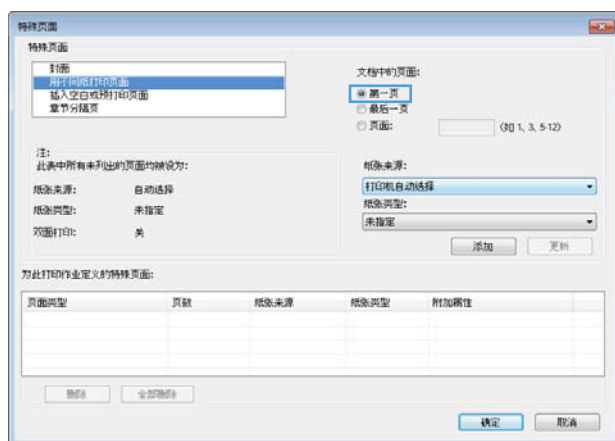 特殊页面
特殊页面
封面
用不同纸打印页面
插入空白或预打印页面
章节分隔页
文档中的页面:
第一页
最后一页
页面: (如 1, 3, 5-12)
注:
此表中所有未列出的页面均被设为:
纸张来源: 自动选择
纸张类型: 未指定
双面打印: 关
纸张来源:
打印机自动选择
纸张类型:
未指定
添加 更新
为此打印作业定义的特殊页面:
页面类型 页数 纸张来源 纸张类型 附加属性
删除 全部删除
确定 取消